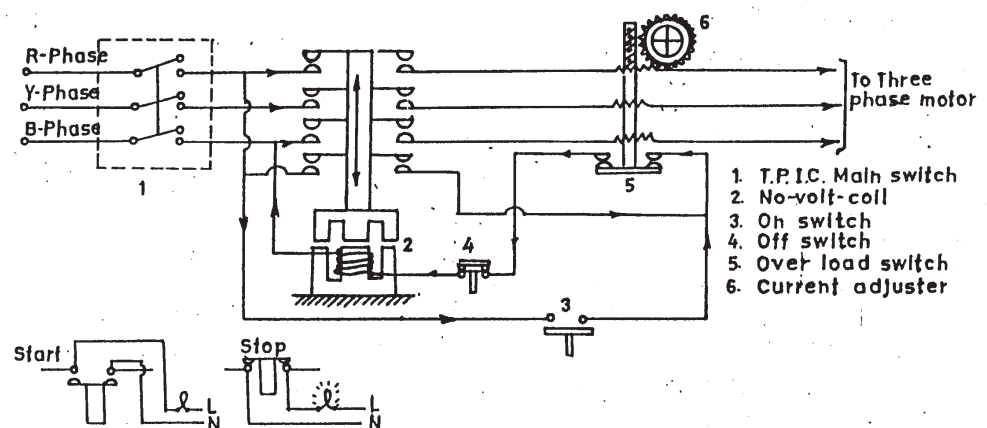 R-Phase
Y-Phase
B-Phase
1
6
To Three
phase motor
5
2
4
3
1. T.P.I.C. Main switch
2. No-volt-coil
3. On switch
4. Off switch
5. Over load switch
6. Current adjuster
Start
L
N
Stop
L
N